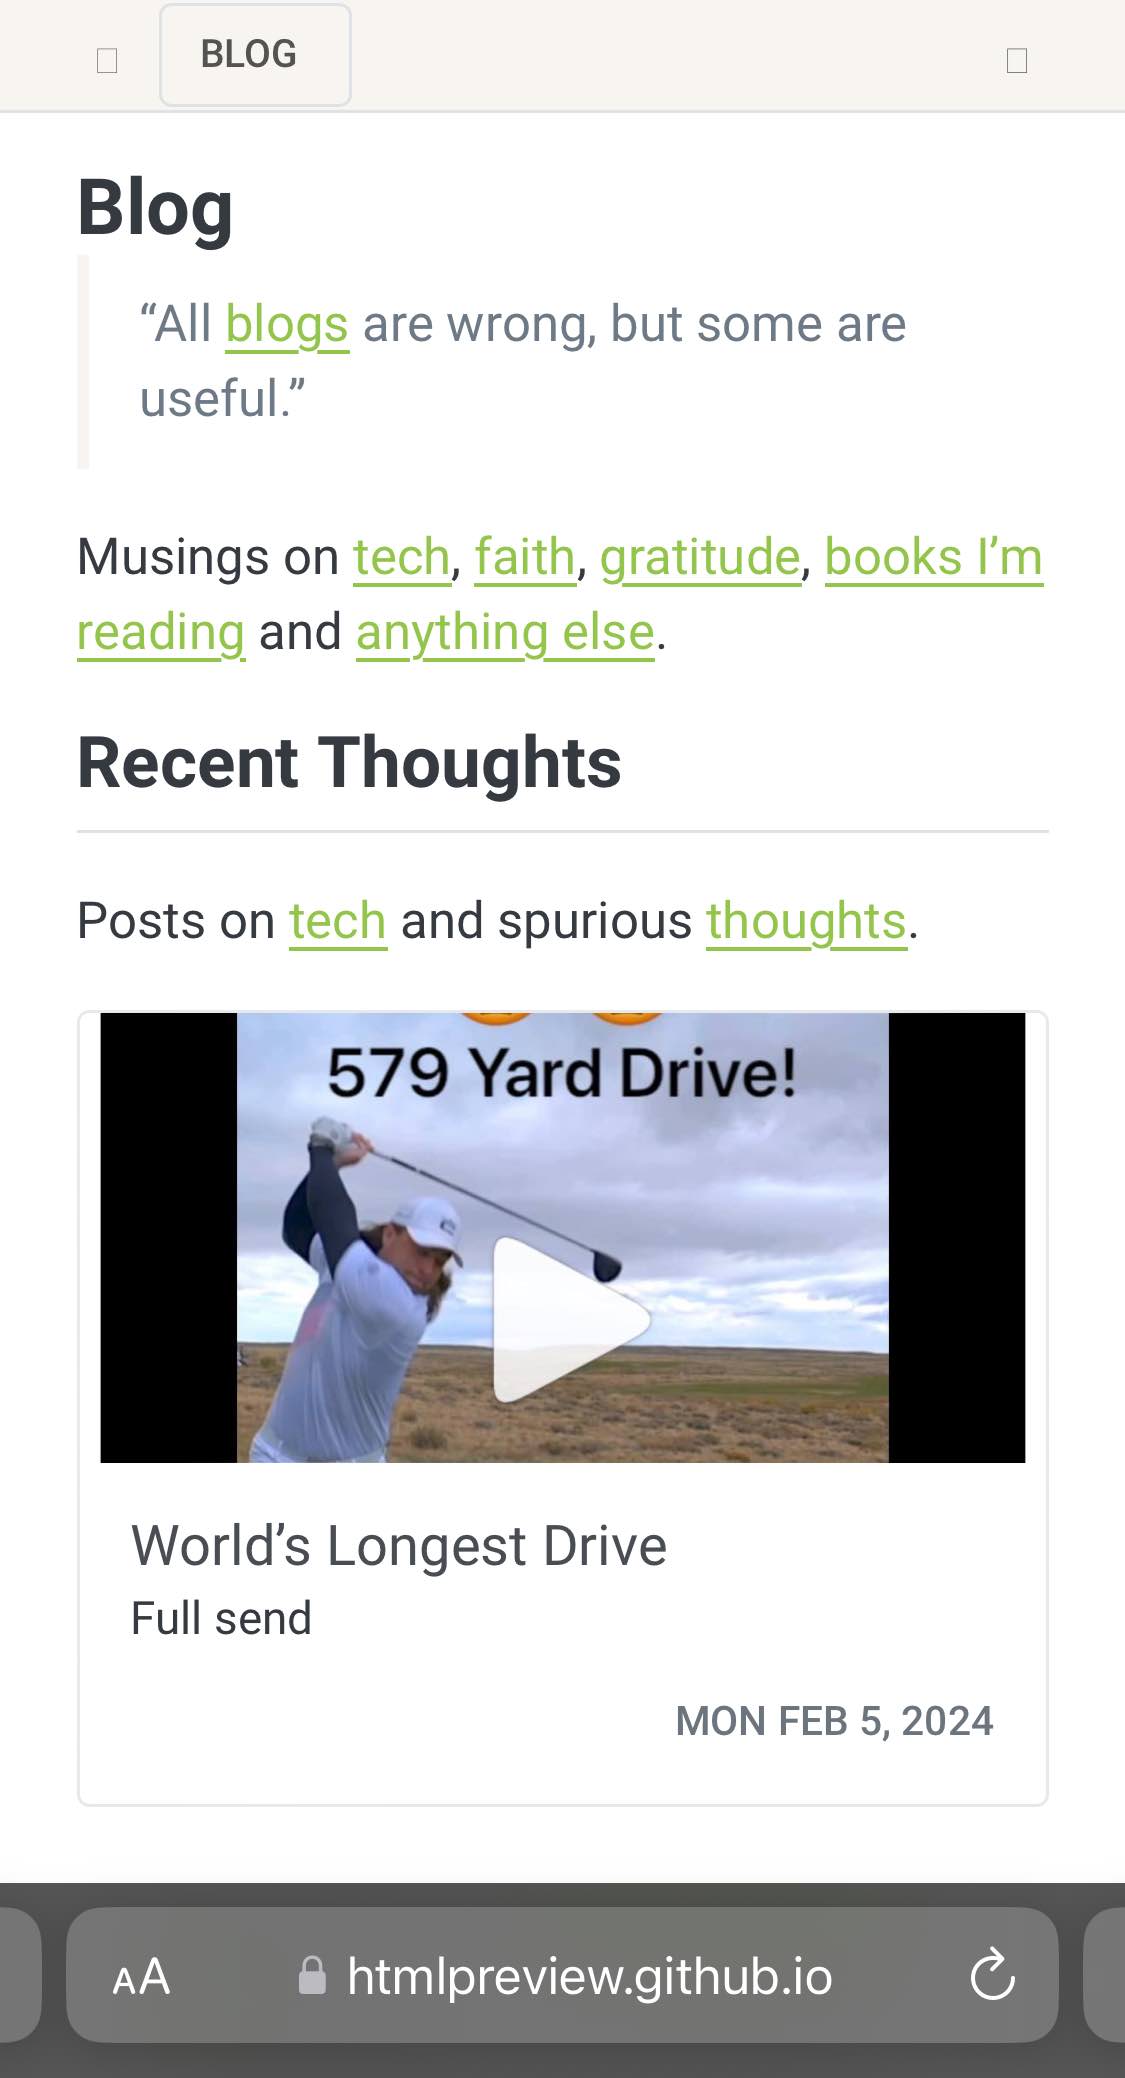 BLOG
Blog
“All blogs are wrong, but some are
useful.”
Musings on tech, faith, gratitude, books I’m
reading and anything else.
Recent Thoughts
Posts on tech and spurious thoughts.
579 Yard Drive!
World’s Longest Drive
Full send
MON FEB 5, 2024
AA htmlpreview.github.io